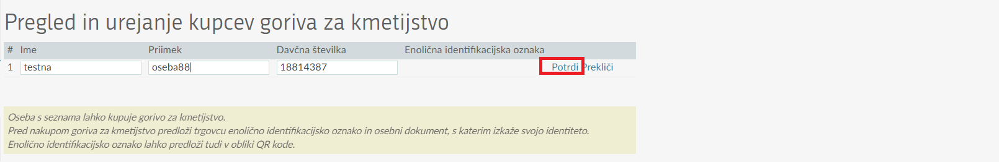 Pregled in urejanje kupcev goriva za kmetijstvo
# Ime Priimek Davčna številka Enolična identifikacijska oznaka
1 testna oseba88 18814387 Potrdi Prekliči
Oseba s seznama lahko kupuje gorivo za kmetijstvo.
Pred nakupom goriva za kmetijstvo predloži trgovcu enolično identifikacijsko oznako in osebni dokument, s katerim izkaže svojo identiteto.
Enolično identifikacijsko oznako lahko predloži tudi v obliki QR kode.